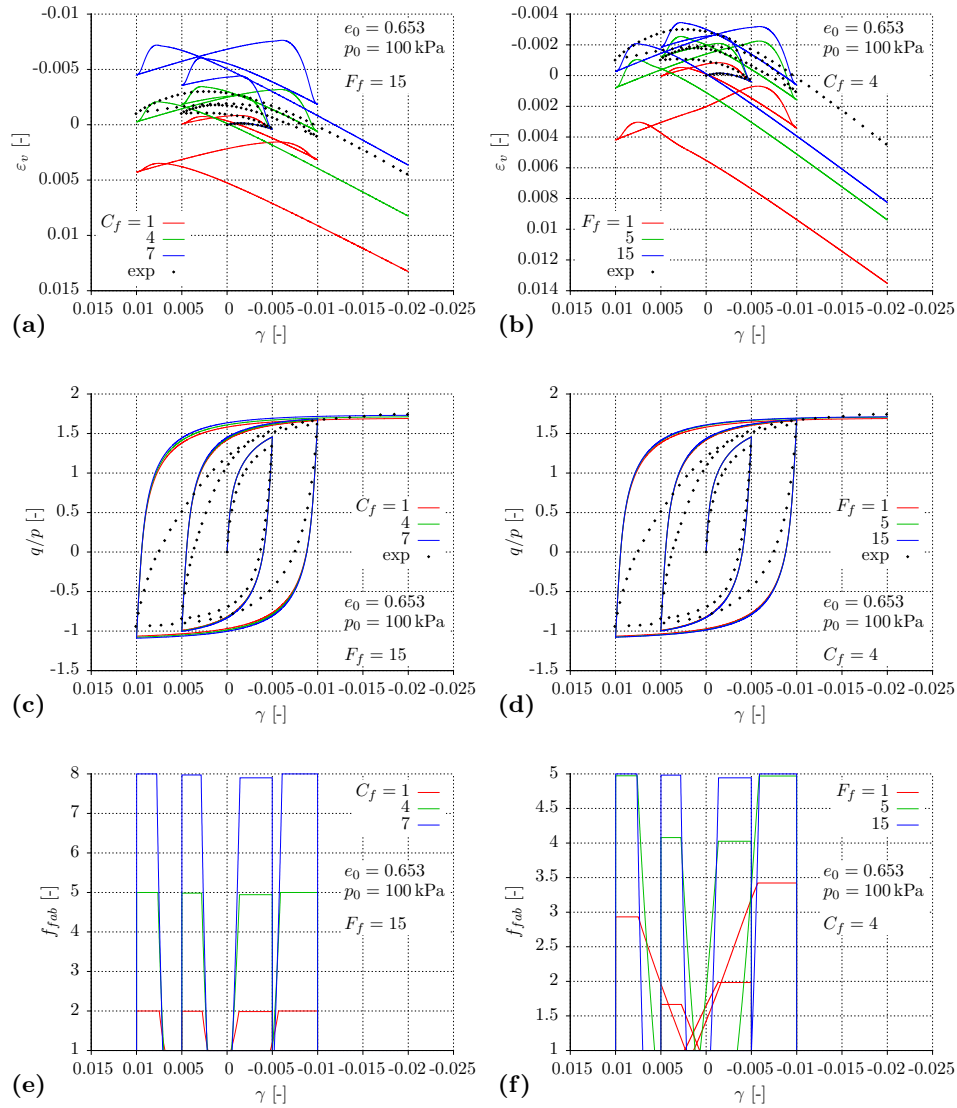 -0.01
-0.005
0
0.005
0.01
0.015
εv [-]
e0 = 0.653
p0 = 100 kPa
Ff = 15
Cf = 1
4
7
exp
0.015 0.01 0.005 0 -0.005 -0.01 -0.015 -0.02 -0.025
(a)
γ [-]
-0.004
-0.002
0
0.002
0.004
0.006
0.008
0.01
0.012
0.014
εv [-]
e0 = 0.653
p0 = 100 kPa
Cf = 4
Ff = 1
5
15
exp
0.015 0.01 0.005 0 -0.005 -0.01 -0.015 -0.02 -0.025
(b)
γ [-]
2
1.5
1
0.5
0
-0.5
-1
-1.5
q/p [-]
Cf = 1
4
7
exp
e0 = 0.653
p0 = 100 kPa
Ff = 15
0.015 0.01 0.005 0 -0.005 -0.01 -0.015 -0.02 -0.025
(c)
γ [-]
2
1.5
1
0.5
0
-0.5
-1
-1.5
q/p [-]
Ff = 1
5
15
exp
e0 = 0.653
p0 = 100 kPa
Cf = 4
0.015 0.01 0.005 0 -0.005 -0.01 -0.015 -0.02 -0.025
(d)
γ [-]
8
7
6
5
4
3
2
1
ffab [-]
Cf = 1
4
7
e0 = 0.653
p0 = 100 kPa
Ff = 15
0.015 0.01 0.005 0 -0.005 -0.01 -0.015 -0.02 -0.025
(e)
γ [-]
5
4.5
4
3.5
3
2.5
2
1.5
1
ffab [-]
Ff = 1
5
15
e0 = 0.653
p0 = 100 kPa
Cf = 4
0.015 0.01 0.005 0 -0.005 -0.01 -0.015 -0.02 -0.025
(f)
γ [-]